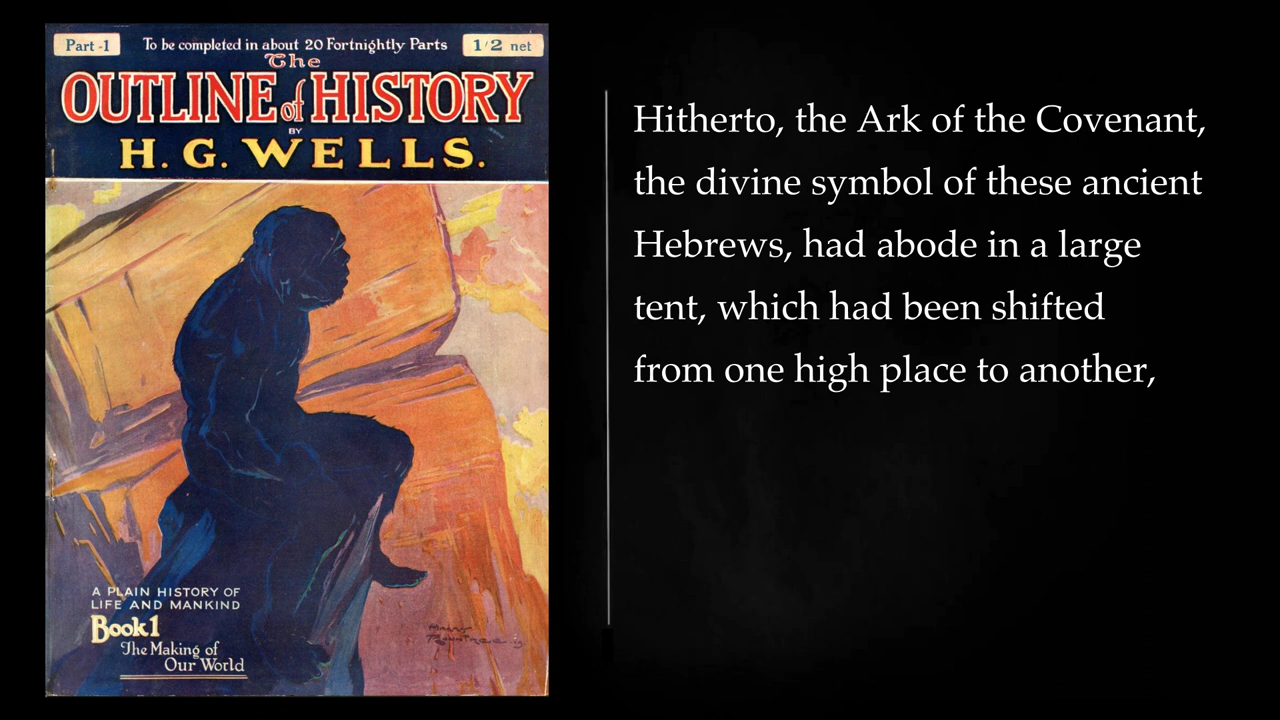 Part -1
To be completed in about 20 Fortnightly Parts
1/2 net
The
OUTLINE of HISTORY
BY
H. G. WELLS.
A PLAIN HISTORY OF
LIFE AND MANKIND
Book 1
The Making of
Our World
Hitherto, the Ark of the Covenant,
the divine symbol of these ancient
Hebrews, had abode in a large
tent, which had been shifted
from one high place to another,